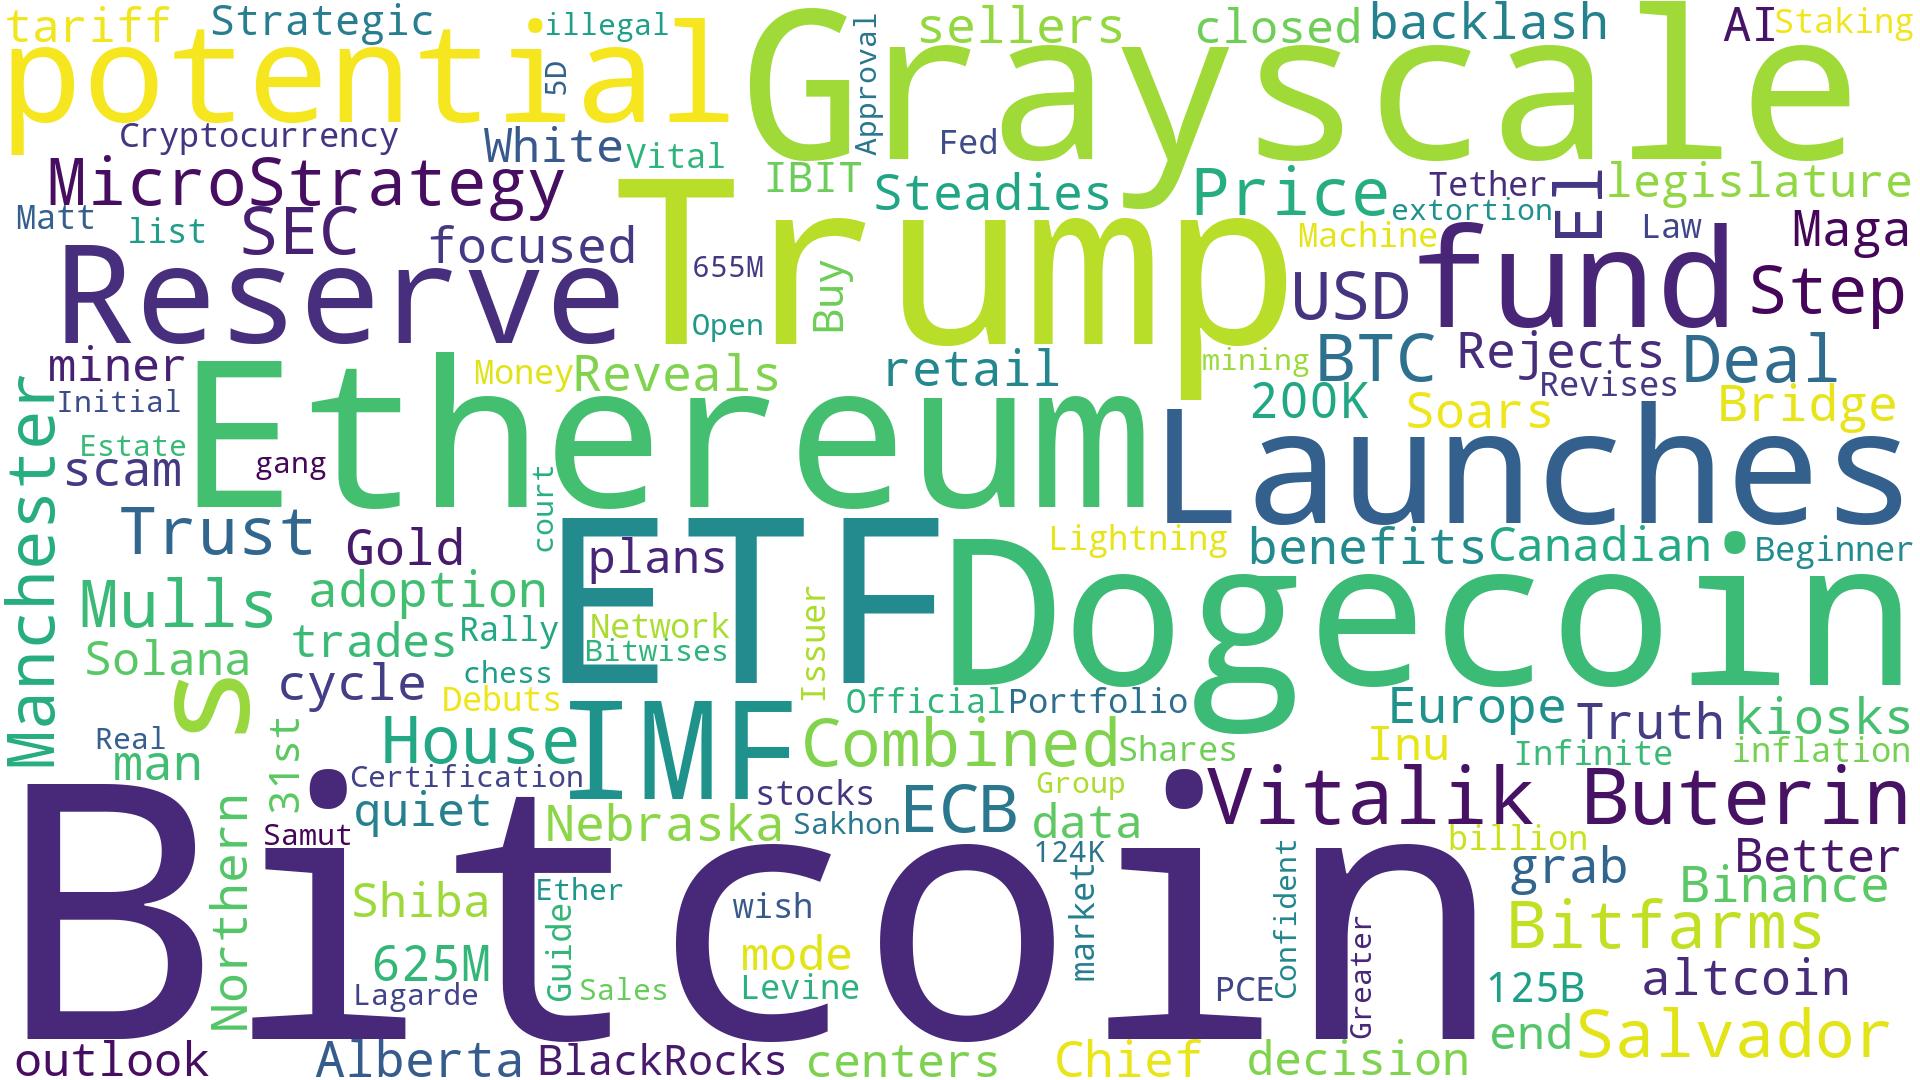 tariff
Strategic
illegal
sellers
closed
backlash
AI
Staking
potential
5D
Grayscale
Approval
Cryptocurrency
White
Vital
Fed
MicroStrategy
IBIT
Steadies
Price
Tether
El
legislature
Matt
list
SEC
focused
Trump
extortion
Machine
Law
Maga
Reserve
655M
Buy
Open
USD
fund
Step
miner
Money
Reveals
retail
mining
BTC
Rejects
Deal
Initial
Ethereum
200K
Revises
Soars
Bridge
Manchester
Estate
scam
gang
court
Launches
Trust
Gold
plans
ETF
Lightning
benefits
Canadian
Beginner
Mulls
adoption
Dogecoin
trades
Rally
Network
Bitwises
Issuer
Solana
s
cycle
chess
Debuts
Official
Portfolio
Europe
Truth
kiosks
Real
man
31st
House
IMF
Combined
Shares
Inu
Infinite
inflation
Certification
quiet
stocks
ECB
Group
Vitalik Buterin
Samut
Nebraska
Sakhon
data
billion
Bitcoin
Northern
124K
grab
Better
Shiba
Ether
wish
market
Confident
Binance
625M
Guide
mode
Greater
Bitfarms
Lagarde
Sales
Levine
PCE
125B
altcoin
outlook
Alberta
BlackRocks
centers
Chief
decision
end
Salvador